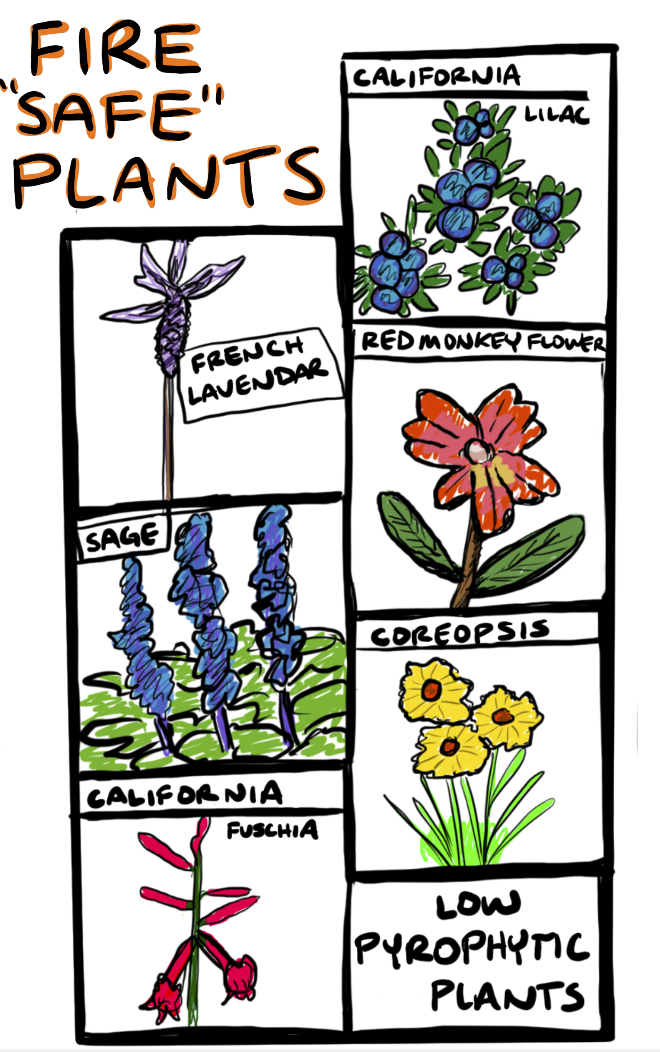 FIRE
"SAFE"
PLANTS
FRENCH
LAVENDAR
SAGE
CALIFORNIA
FUSCHIA
CALIFORNIA
LILAC
RED MONKEY FLOWER
COREOPSIS
LOW
PYROPHYTIC
PLANTS